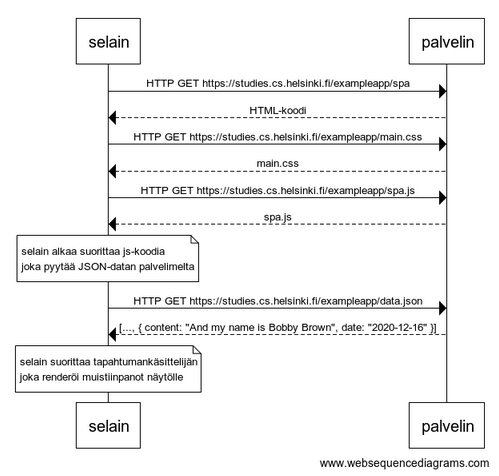 selain palvelin
HTTP GET https://studies.cs.helsinki.fi/exampleapp/spa
HTML-koodi
HTTP GET https://studies.cs.helsinki.fi/exampleapp/main.css
main.css
HTTP GET https://studies.cs.helsinki.fi/exampleapp/spa.js
spa.js
selain alkaa suorittaa js-koodia
joka pyytää JSON-datan palvelimelta
HTTP GET https://studies.cs.helsinki.fi/exampleapp/data.json
[..., { content: "And my name is Bobby Brown", date: "2020-12-16" }]
selain suorittaa tapahtumankäsittelijän
joka renderöi muistiinpanot näytölle
selain palvelin
www.websequencediagrams.com